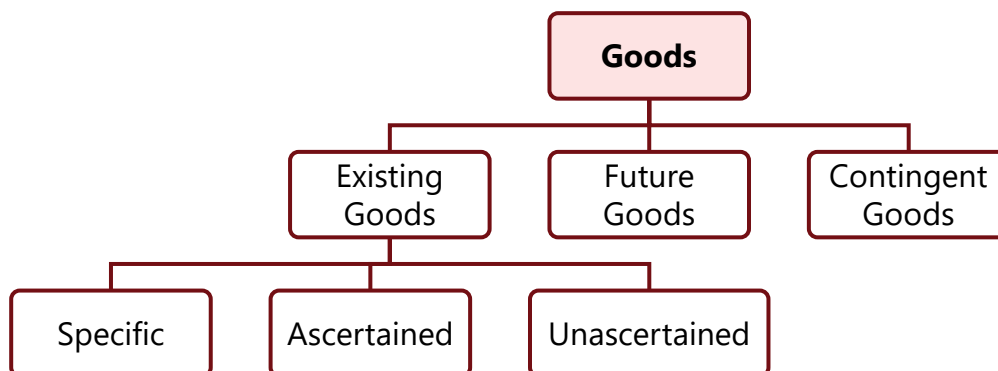 Goods
Existing
Goods
Future
Goods
Contingent
Goods
Specific
Ascertained
Unascertained